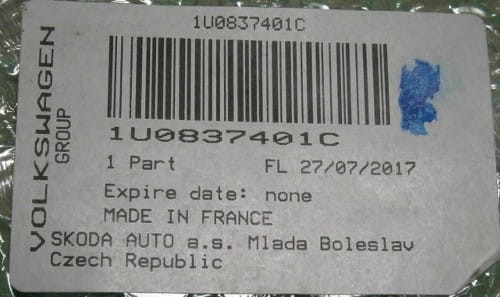 1U0837401C
VOLKSWAGEN
GROUP
1U0837401C
1 Part FL 27/07/2017
Expire date: none
MADE IN FRANCE
SKODA AUTO a.s. Mlada Boleslav
Czech Republic